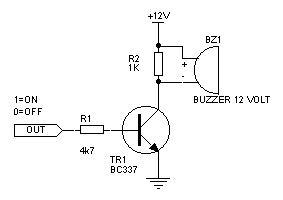 +12V
BZ1
R2
1K
+
-
BUZZER 12 VOLT
1=ON
0=OFF
OUT
R1
4k7
TR1
BC337